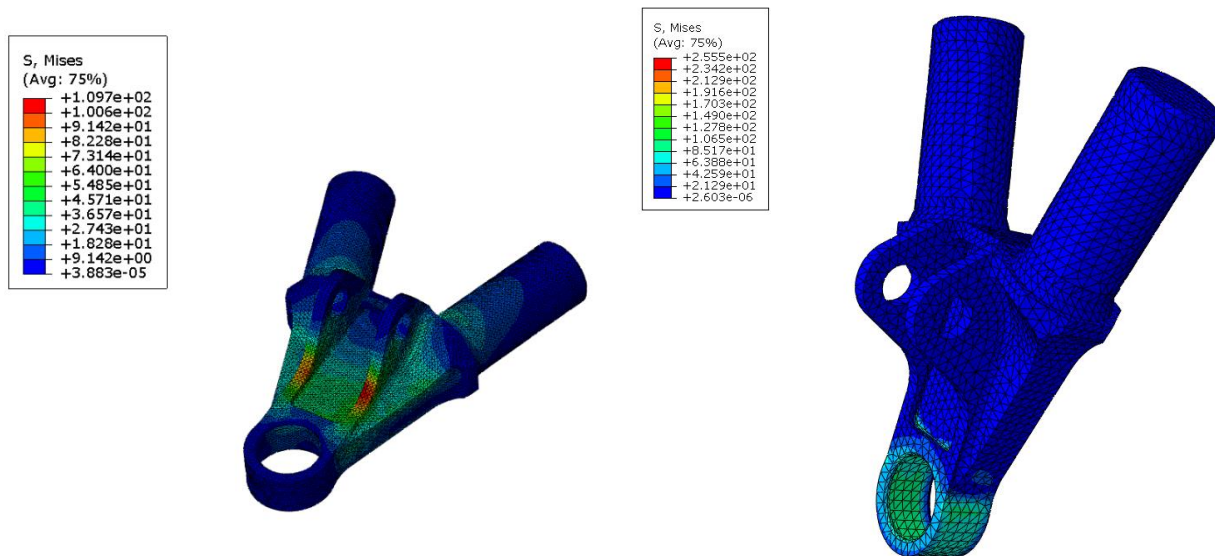 S, Mises
(Avg: 75%)
+1.097e+02
+1.006e+02
+9.142e+01
+8.228e+01
+7.314e+01
+6.400e+01
+5.485e+01
+4.571e+01
+3.657e+01
+2.743e+01
+1.828e+01
+9.142e+00
+3.883e-05
S, Mises
(Avg: 75%)
+2.555e+02
+2.342e+02
+2.129e+02
+1.916e+02
+1.703e+02
+1.490e+02
+1.278e+02
+1.065e+02
+8.517e+01
+6.388e+01
+4.259e+01
+2.129e+01
+2.603e-06